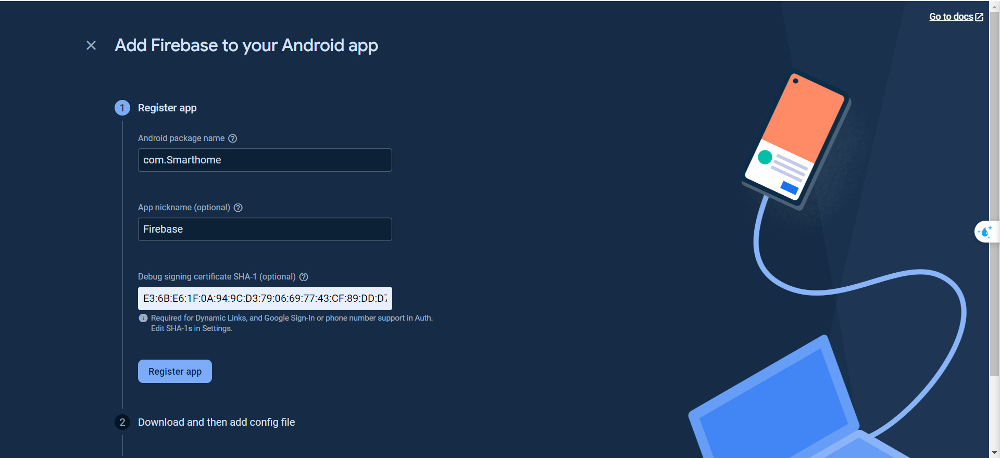 Go to docs
Add Firebase to your Android app
1 Register app
Android package name
com.Smarthome
App nickname (optional)
Firebase
Debug signing certificate SHA-1 (optional)
E3:6B:E6:1F:0A:94:9C:D3:79:06:69:77:43:CF:89:DD:D7
Required for Dynamic Links, and Google Sign-In or phone number support in Auth.
Edit SHA-1s in Settings.
Register app
2 Download and then add config file